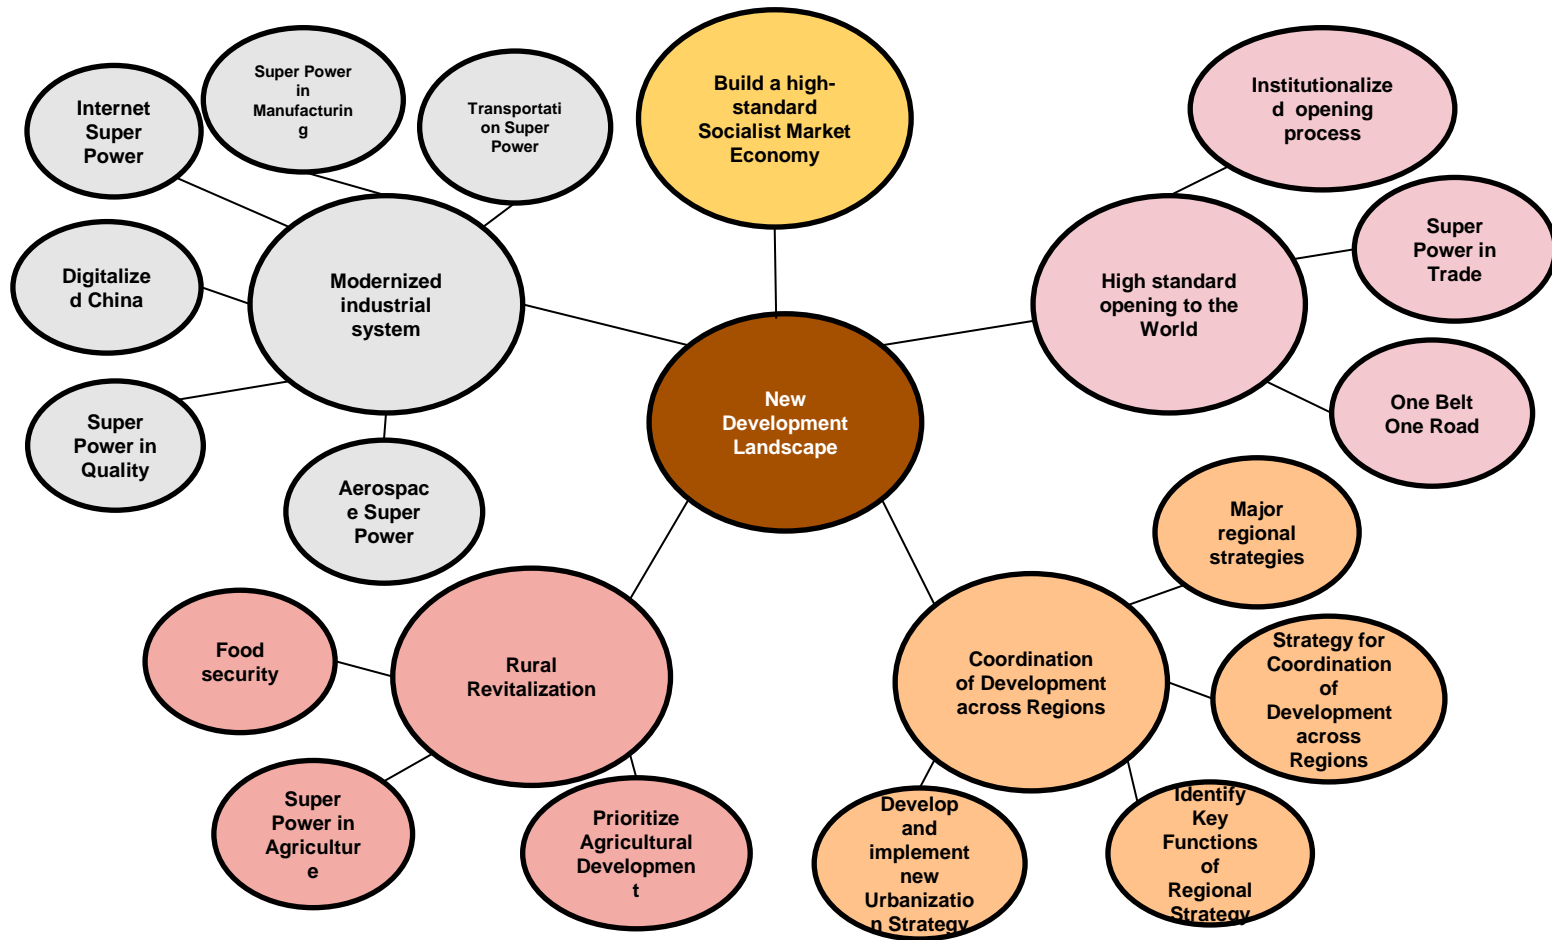 Internet
Super
Power
Super Power
in
Manufacturin
g
Transportati
on Super
Power
Build a high-
standard
Socialist Market
Economy
Institutionalize
d opening
process
Digitalize
d China
Modernized
industrial
system
High standard
opening to the
World
Super
Power in
Trade
Super
Power in
Quality
New
Development
Landscape
One Belt
One Road
Aerospac
e Super
Power
Major
regional
strategies
Food
security
Rural
Revitalization
Coordination
of Development
across Regions
Strategy for
Coordination
of
Development
across
Regions
Super
Power in
Agricultur
e
Prioritize
Agricultural
Developmen
t
Develop
and
implement
new
Urbanizatio
n Strategy
Identify
Key
Functions
of
Regional
Strategy